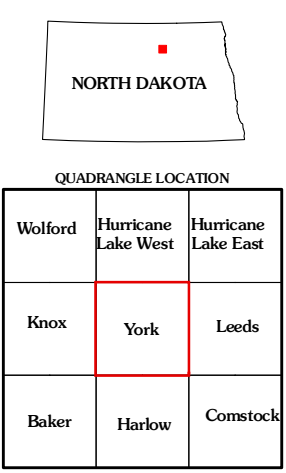 NORTH DAKOTA
QUADRANGLE LOCATION
Wolford
Hurricane
Lake West
Hurricane
Lake East
Knox
York
Leeds
Baker
Harlow
Comstock